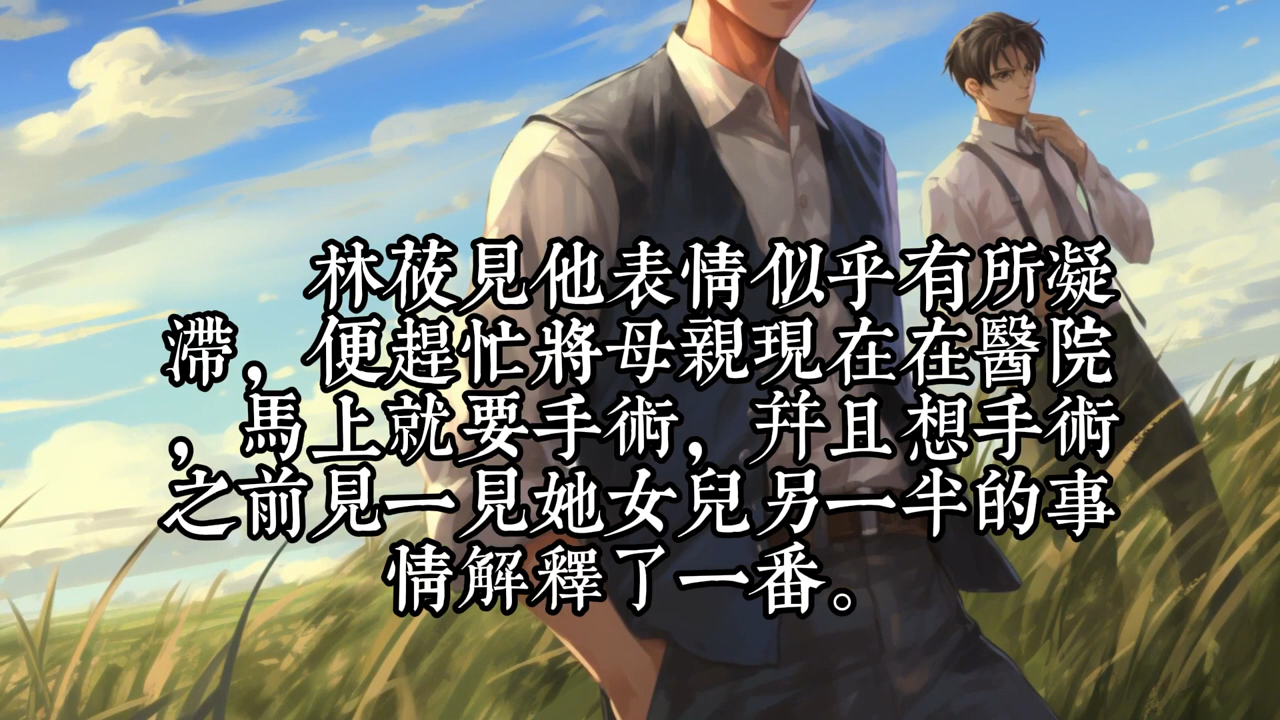 林莜見他表情似乎有所凝
滯，便趕忙將母親現在在醫院
，馬上就要手術，并且想手術
之前見一見她女兒另一半的事
情解釋了一番。